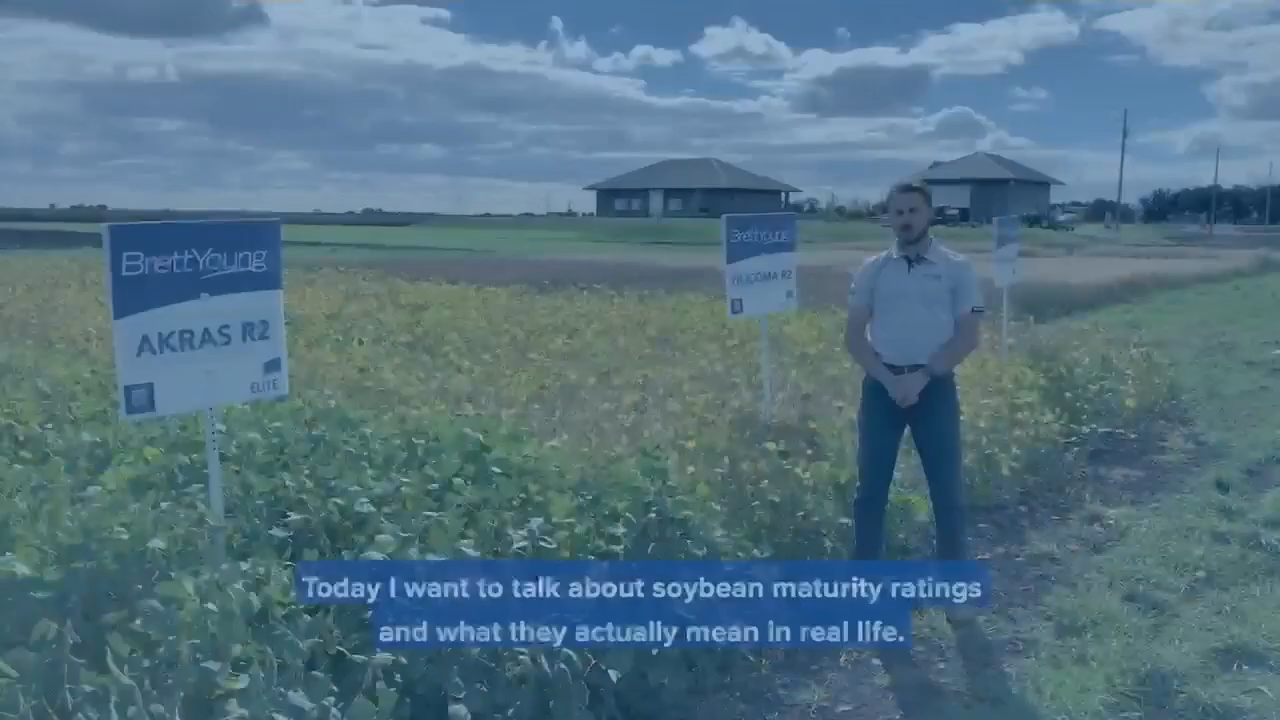 BrettYoung
AKRAS R2
ELITE
BrettYoung
R2
Today I want to talk about soybean maturity ratings
and what they actually mean in real life.